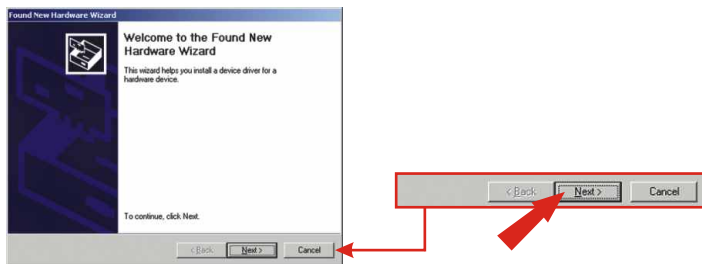 Found New Hardware Wizard
Welcome to the Found New
Hardware Wizard
This wizard helps you install a device driver for a
hardware device.
To continue, click Next.
< Back Next > Cancel
< Back Next > Cancel